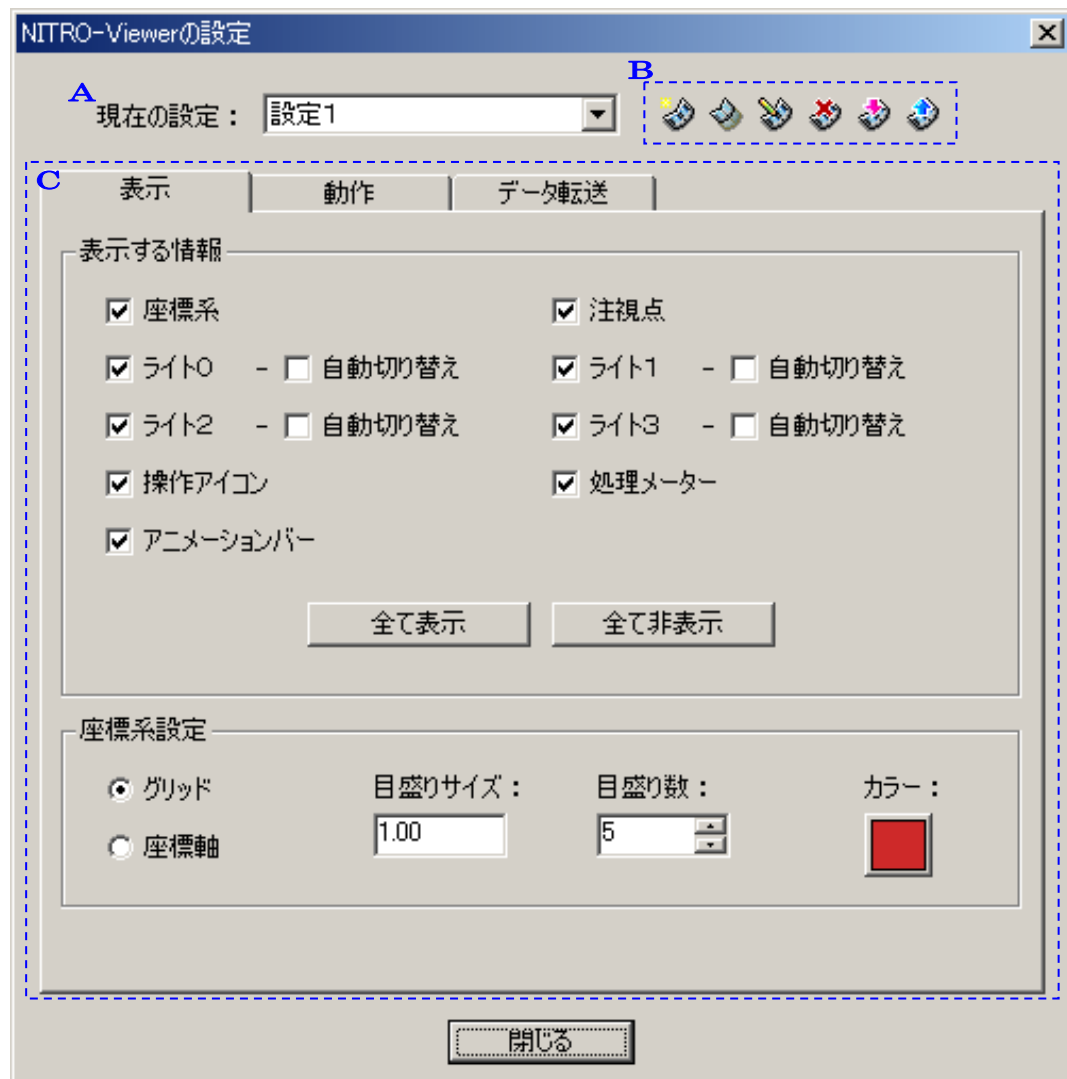 NITRO-Viewerの設定
A
現在の設定： 設定1
B
C
表示 動作 データ転送
表示する情報
座標系 注視点
ライト0 - 自動切り替え ライト1 - 自動切り替え
ライト2 - 自動切り替え ライト3 - 自動切り替え
操作アイコン 処理メーター
アニメーションバー
全て表示 全て非表示
座標系設定
グリッド 目盛りサイズ： 目盛り数： カラー：
座標軸 1.00 5
閉じる